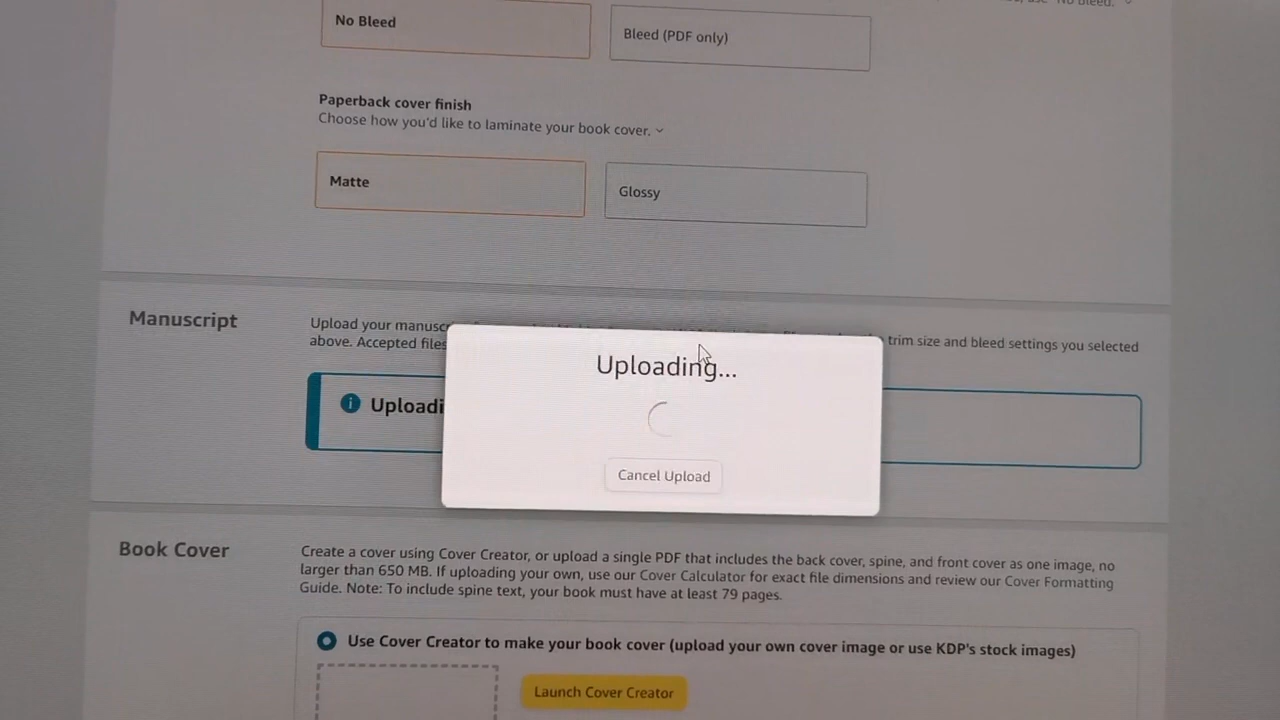 No Bleed
Bleed (PDF only)
Paperback cover finish
Choose how you'd like to laminate your book cover.
Matte
Glossy
Manuscript
Upload your manuscr
trim size and bleed settings you selected
above. Accepted files
Uploadi
Uploading...
Cancel Upload
Book Cover
Create a cover using Cover Creator, or upload a single PDF that includes the back cover, spine, and front cover as one image, no
larger than 650 MB. If uploading your own, use our Cover Calculator for exact file dimensions and review our Cover Formatting
Guide. Note: To include spine text, your book must have at least 79 pages.
Use Cover Creator to make your book cover (upload your own cover image or use KDP's stock images)
Launch Cover Creator